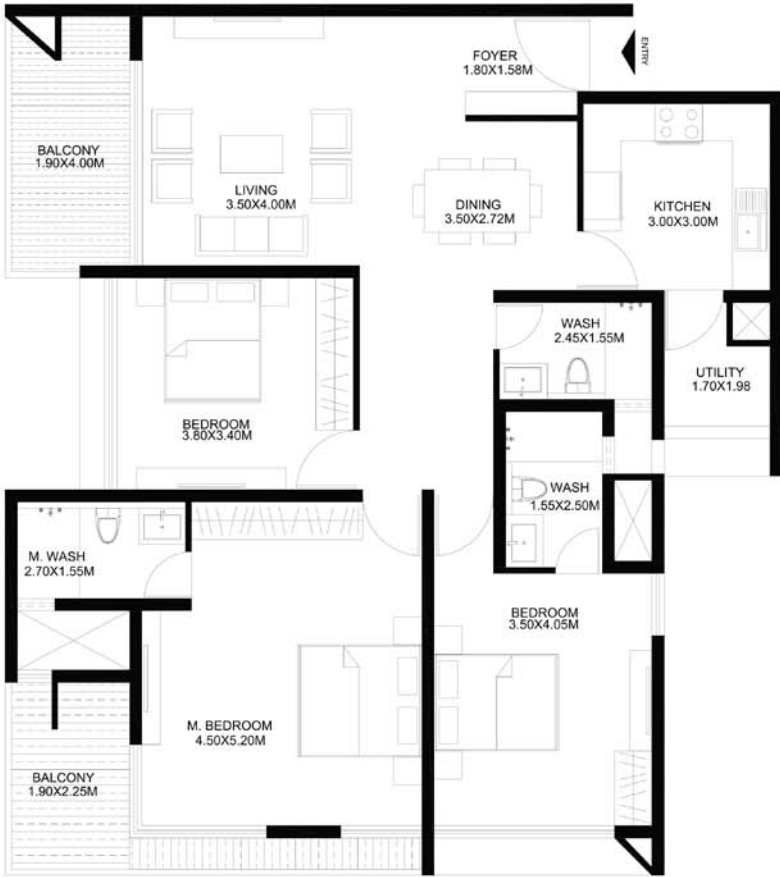 ENTRY
FOYER
1.80X1.58M
BALCONY
1.90X4.00M
LIVING
3.50X4.00M
DINING
3.50X2.72M
KITCHEN
3.00X3.00M
WASH
2.45X1.55M
UTILITY
1.70X1.98
BEDROOM
3.80X3.40M
WASH
1.55X2.50M
M. WASH
2.70X1.55M
BEDROOM
3.50X4.05M
M. BEDROOM
4.50X5.20M
BALCONY
1.90X2.25M